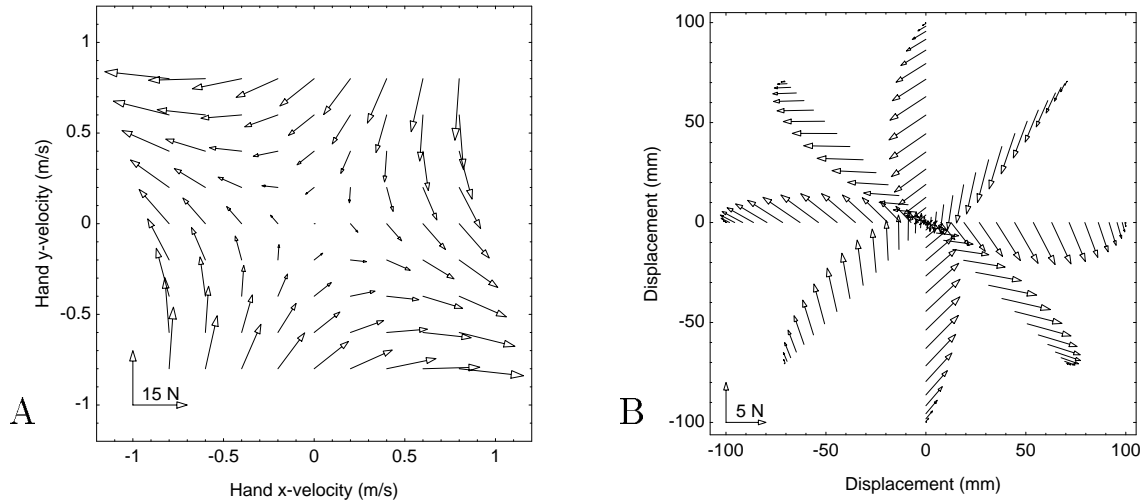 A
Hand y-velocity (m/s)
1
0.5
0
-0.5
-1
15 N
-1 -0.5 0 0.5 1
Hand x-velocity (m/s)
B
Displacement (mm)
100
50
0
-50
-100
5 N
-100 -50 0 50 100
Displacement (mm)